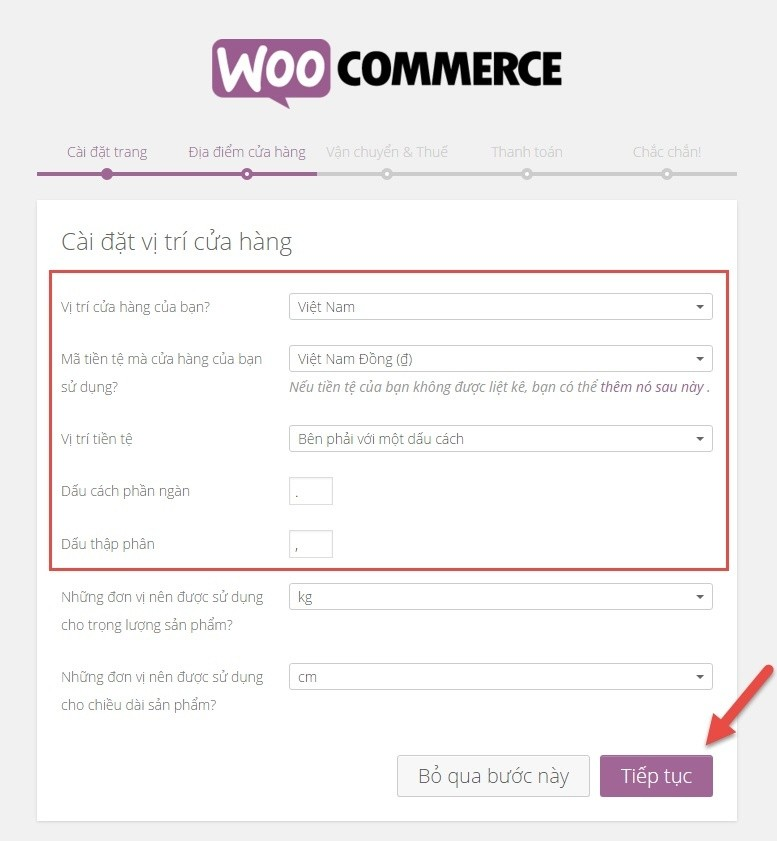 WOO COMMERCE
Cài đặt trang
Địa điểm cửa hàng
Vận chuyển & Thuế
Thanh toán
Chắc chắn!
Cài đặt vị trí cửa hàng
Vị trí cửa hàng của bạn?
Việt Nam
Mã tiền tệ mà cửa hàng của bạn
sử dụng?
Việt Nam Đồng (₫)
Nếu tiền tệ của bạn không được liệt kê, bạn có thể thêm nó sau này .
Vị trí tiền tệ
Bên phải với một dấu cách
Dấu cách phần ngàn
.
Dấu thập phân
,
Những đơn vị nên được sử dụng
cho trọng lượng sản phẩm?
kg
Những đơn vị nên được sử dụng
cho chiều dài sản phẩm?
cm
Bỏ qua bước này
Tiếp tục